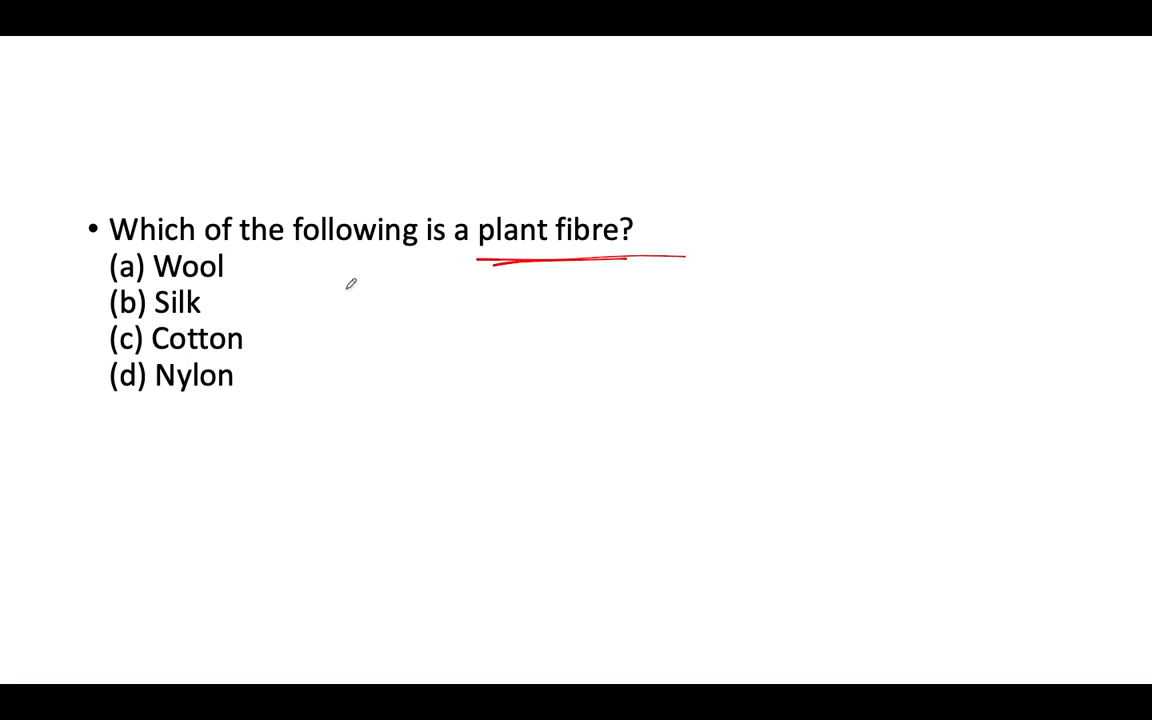 • Which of the following is a plant fibre?
(a) Wool
(b) Silk
(c) Cotton
(d) Nylon